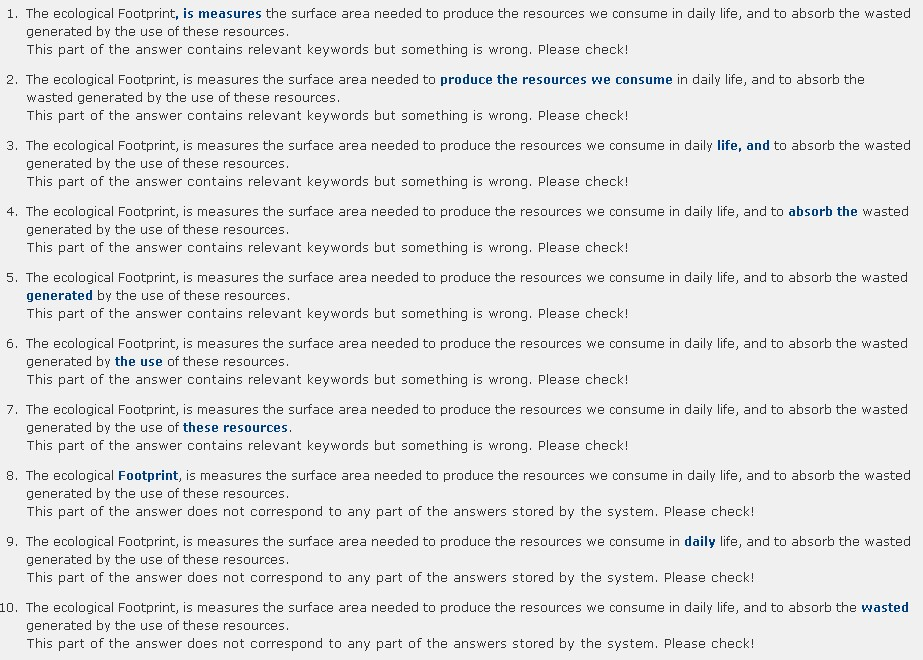 1. The ecological Footprint, is measures the surface area needed to produce the resources we consume in daily life, and to absorb the wasted
generated by the use of these resources.
This part of the answer contains relevant keywords but something is wrong. Please check!
2. The ecological Footprint, is measures the surface area needed to produce the resources we consume in daily life, and to absorb the
wasted generated by the use of these resources.
This part of the answer contains relevant keywords but something is wrong. Please check!
3. The ecological Footprint, is measures the surface area needed to produce the resources we consume in daily life, and to absorb the wasted
generated by the use of these resources.
This part of the answer contains relevant keywords but something is wrong. Please check!
4. The ecological Footprint, is measures the surface area needed to produce the resources we consume in daily life, and to absorb the wasted
generated by the use of these resources.
This part of the answer contains relevant keywords but something is wrong. Please check!
5. The ecological Footprint, is measures the surface area needed to produce the resources we consume in daily life, and to absorb the wasted
generated by the use of these resources.
This part of the answer contains relevant keywords but something is wrong. Please check!
6. The ecological Footprint, is measures the surface area needed to produce the resources we consume in daily life, and to absorb the wasted
generated by the use of these resources.
This part of the answer contains relevant keywords but something is wrong. Please check!
7. The ecological Footprint, is measures the surface area needed to produce the resources we consume in daily life, and to absorb the wasted
generated by the use of these resources.
This part of the answer contains relevant keywords but something is wrong. Please check!
8. The ecological Footprint, is measures the surface area needed to produce the resources we consume in daily life, and to absorb the wasted
generated by the use of these resources.
This part of the answer does not correspond to any part of the answers stored by the system. Please check!
9. The ecological Footprint, is measures the surface area needed to produce the resources we consume in daily life, and to absorb the wasted
generated by the use of these resources.
This part of the answer does not correspond to any part of the answers stored by the system. Please check!
10. The ecological Footprint, is measures the surface area needed to produce the resources we consume in daily life, and to absorb the wasted
generated by the use of these resources.
This part of the answer does not correspond to any part of the answers stored by the system. Please check!